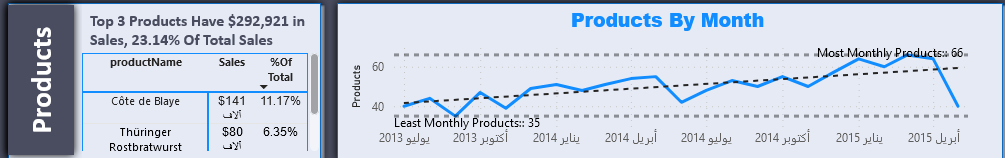 Products
Top 3 Products Have $292,921 in
Sales, 23.14% Of Total Sales
productName Sales %Of
Total
Côte de Blaye $141 11.17%
آلاف
Thüringer $80 6.35%
Rostbratwurst آلاف
Products By Month
Most Monthly Products:: 66
Products
60
40
Least Monthly Products:: 35
يوليو 2013 أكتوبر 2013 يناير 2014 أبريل 2014 يوليو 2014 أكتوبر 2014 يناير 2015 أبريل 2015